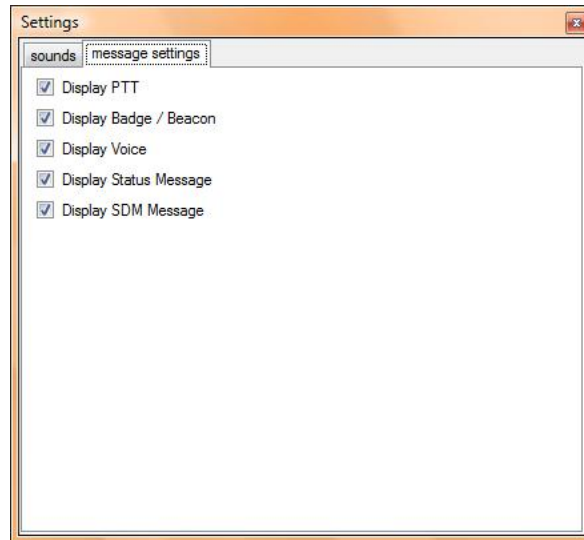 Settings
sounds message settings
Display PTT
Display Badge / Beacon
Display Voice
Display Status Message
Display SDM Message